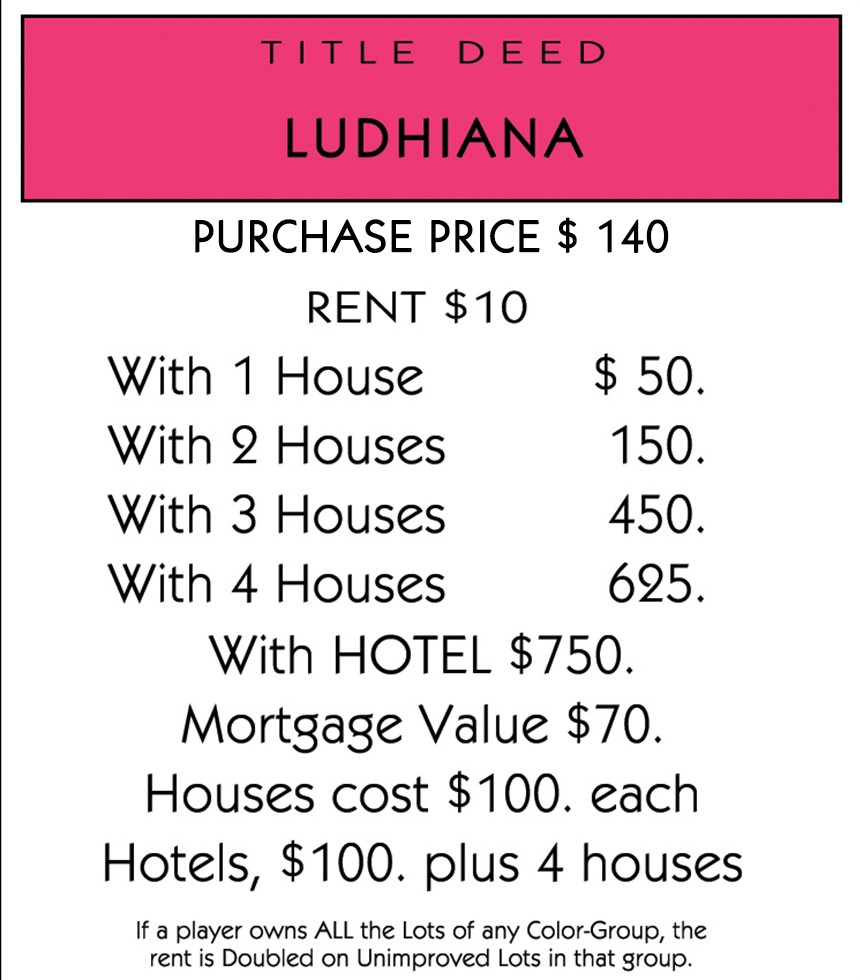 TITLE DEED
LUDHIANA
PURCHASE PRICE $ 140
RENT $10
With 1 House $ 50.
With 2 Houses 150.
With 3 Houses 450.
With 4 Houses 625.
With HOTEL $750.
Mortgage Value $70.
Houses cost $100. each
Hotels, $100. plus 4 houses
If a player owns ALL the Lots of any Color-Group, the
rent is Doubled on Unimproved Lots in that group.